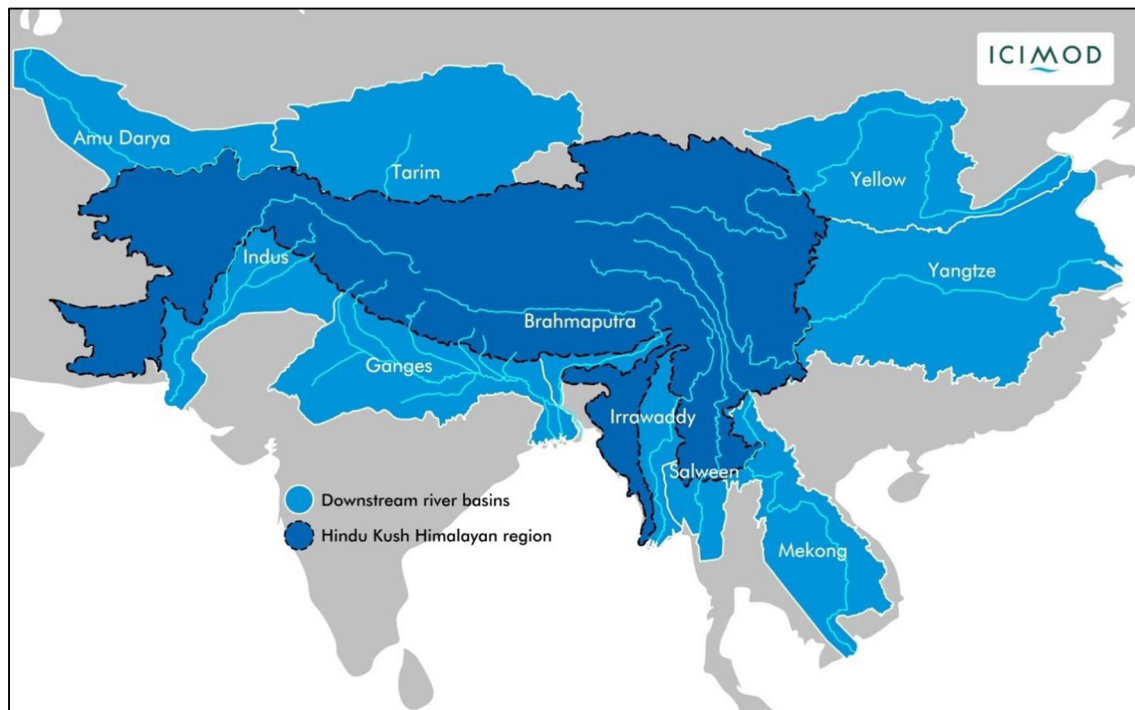 ICIMOD
Amu Darya
Tarim
Yellow
Indus
Yangtze
Brahmaputra
Ganges
Irrawaddy
Salween
Downstream river basins
Hindu Kush Himalayan region
Mekong